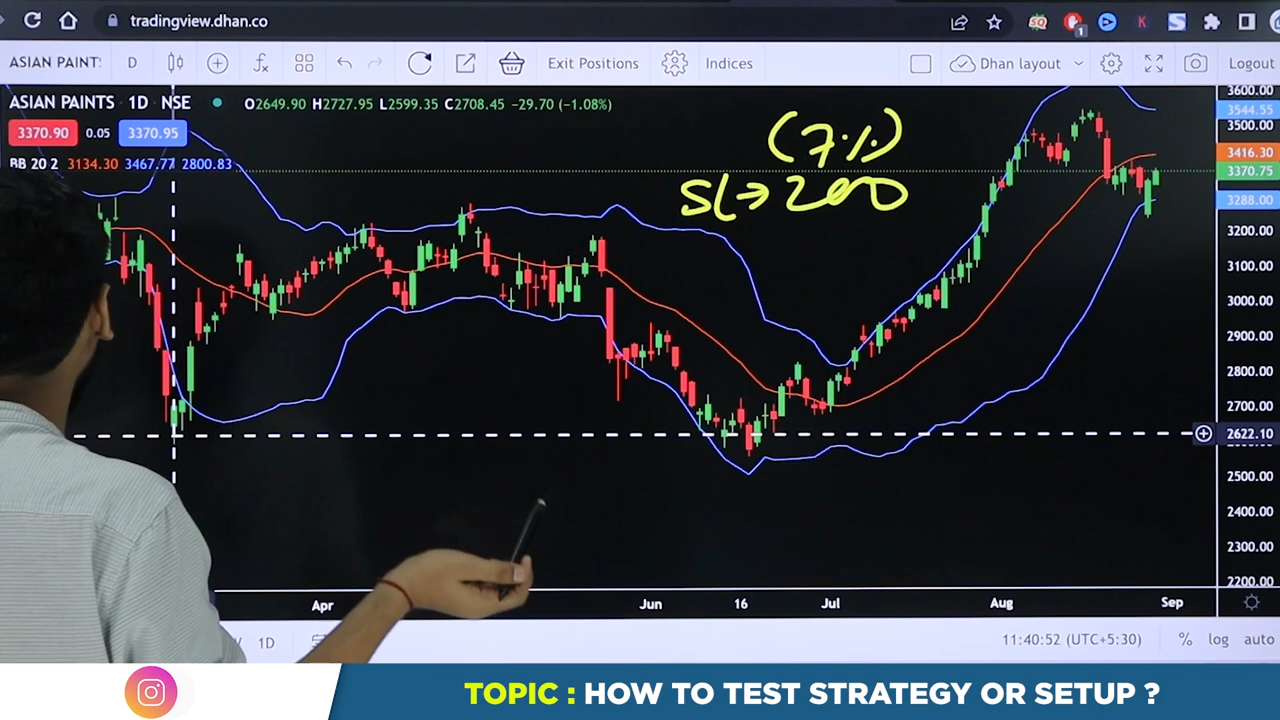 tradingview.dhan.co
1
K
S
ASIAN PAINT
D
Exit Positions
Indices
Dhan layout
Logout
ASIAN PAINTS · 1D · NSE
O2649.90 H2727.95 L2599.35 C2708.45 −29.70 (−1.08%)
3370.90
0.05
3370.95
BB 20 2 3134.30 3467.77 2800.83
(7%)
SL→200
3600.00
3544.55
3500.00
3416.30
3370.75
3288.00
3200.00
3100.00
3000.00
2900.00
2800.00
2700.00
2622.10
2500.00
2400.00
2300.00
2200.00
Apr
Jun
16
Jul
Aug
Sep
1D
11:40:52 (UTC+5:30)
%
log
auto
TOPIC : HOW TO TEST STRATEGY OR SETUP ?